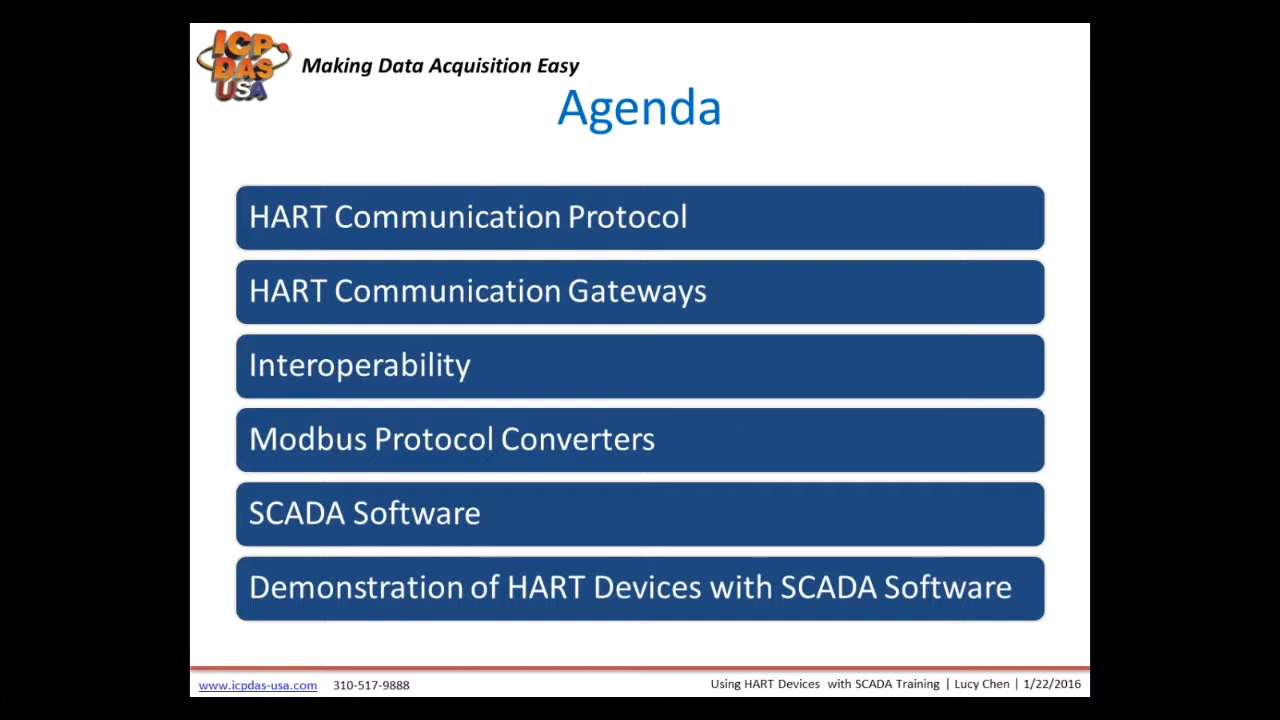 ICP
DAS
USA
Making Data Acquisition Easy
Agenda
HART Communication Protocol
HART Communication Gateways
Interoperability
Modbus Protocol Converters
SCADA Software
Demonstration of HART Devices with SCADA Software
www.icpdas-usa.com 310-517-9888
Using HART Devices with SCADA Training | Lucy Chen | 1/22/2016